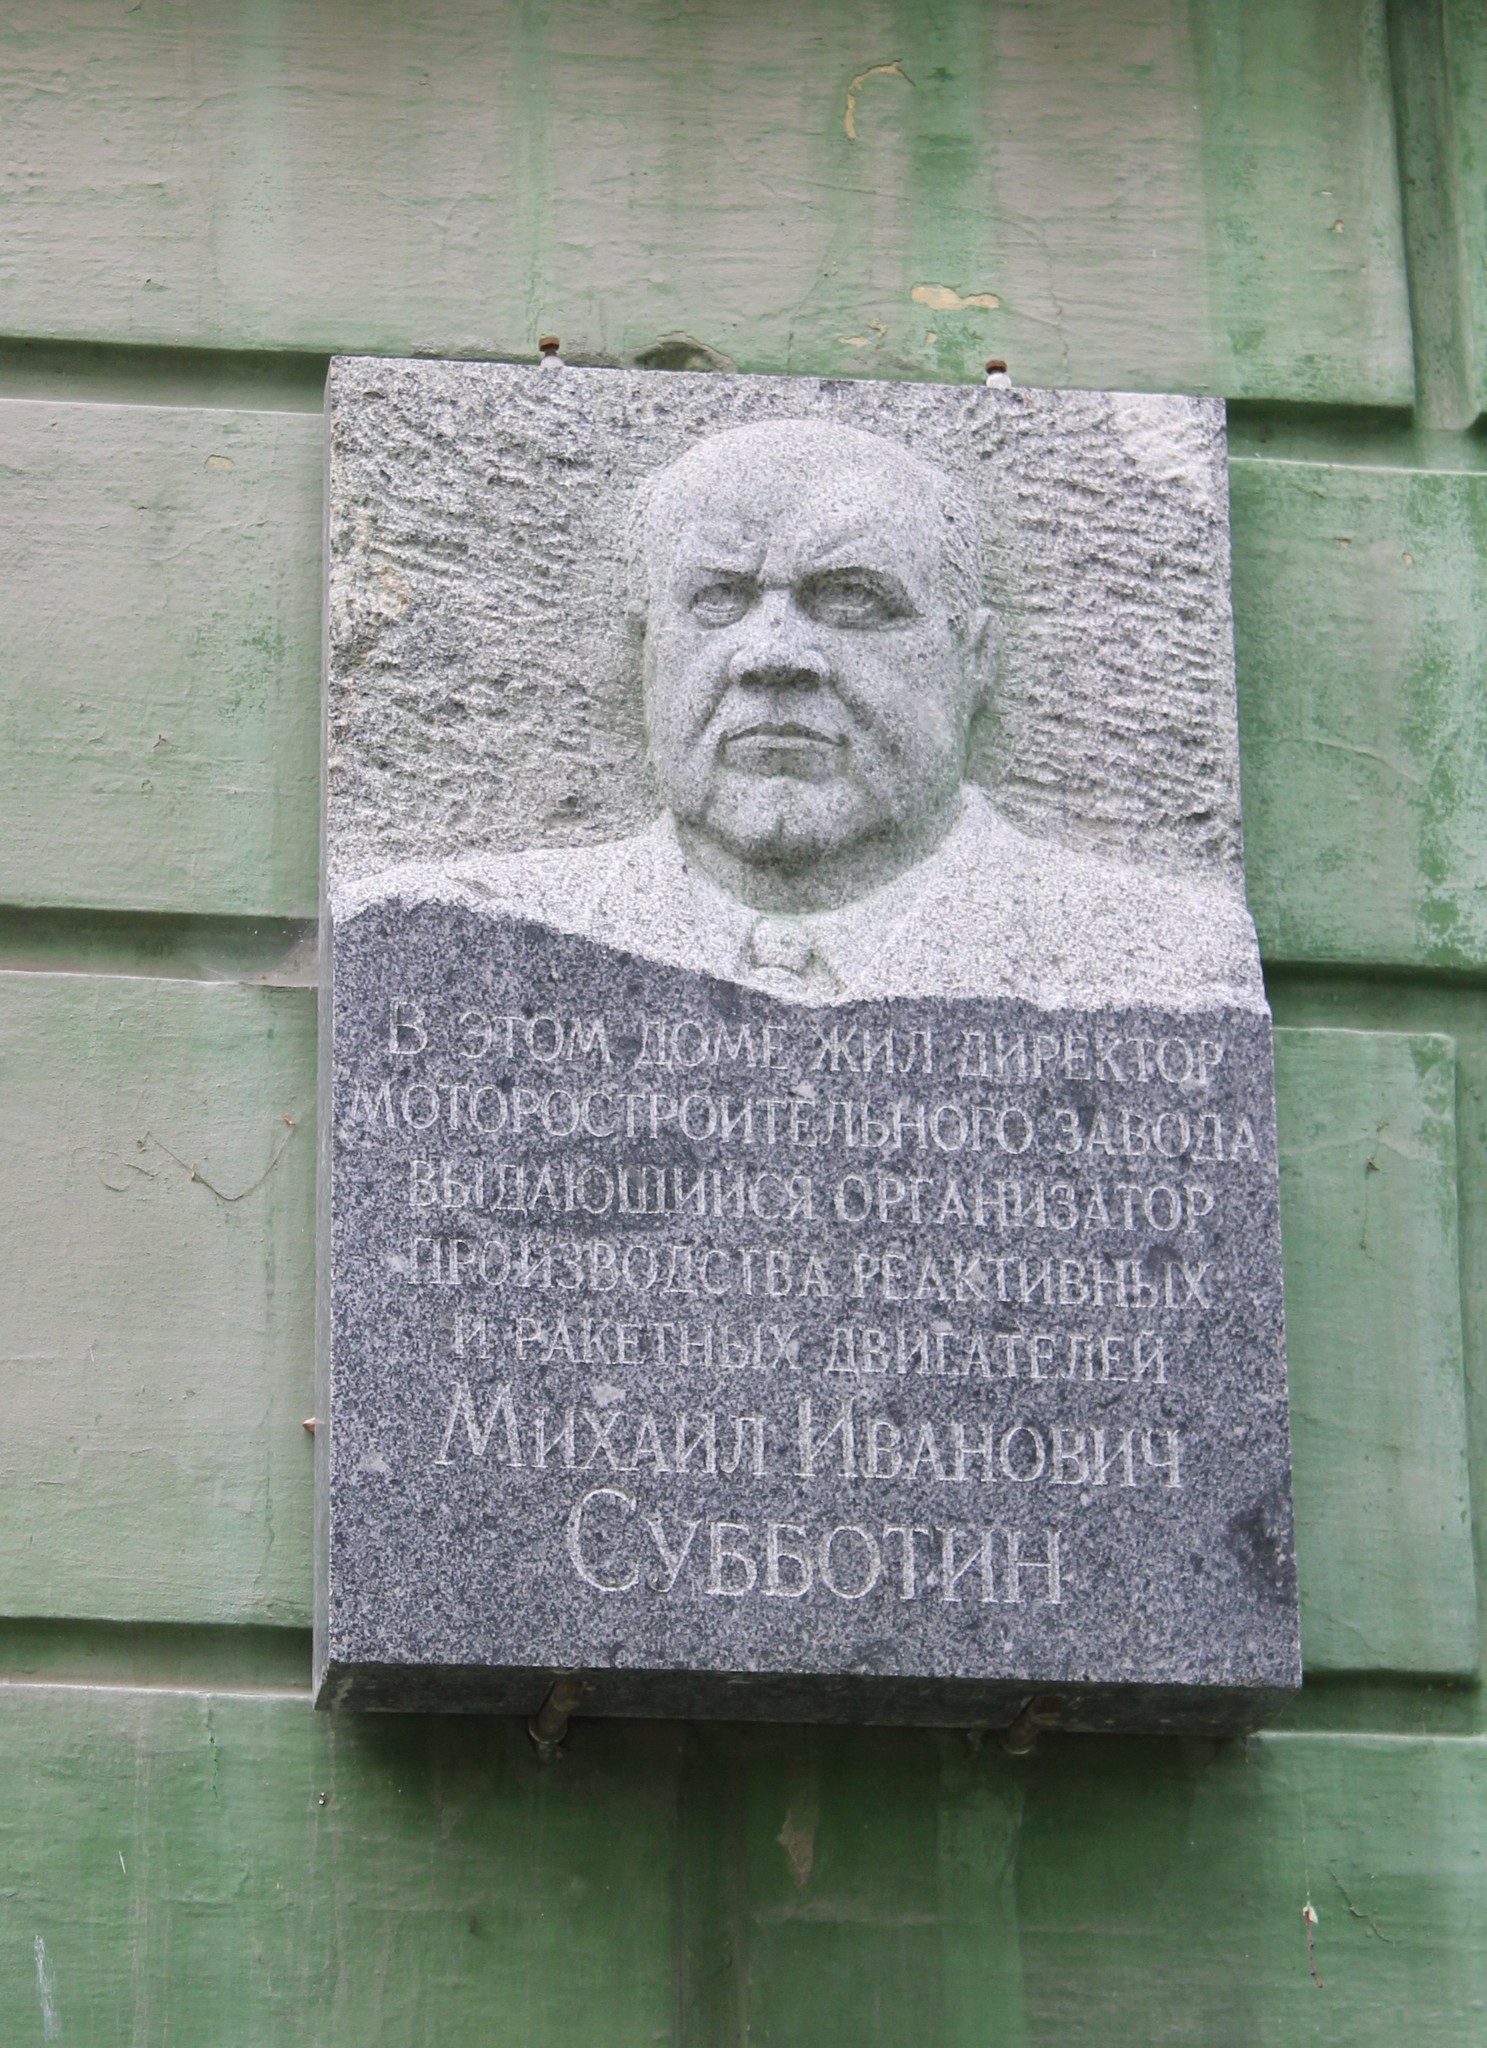 В ЭТОМ ДОМЕ ЖИЛ ДИРЕКТОР
МОТОРОСТРОИТЕЛЬНОГО ЗАВОДА
ВЫДАЮЩИЙСЯ ОРГАНИЗАТОР
ПРОИЗВОДСТВА РЕАКТИВНЫХ
И РАКЕТНЫХ ДВИГАТЕЛЕЙ
МИХАИЛ ИВАНОВИЧ
СУББОТИН